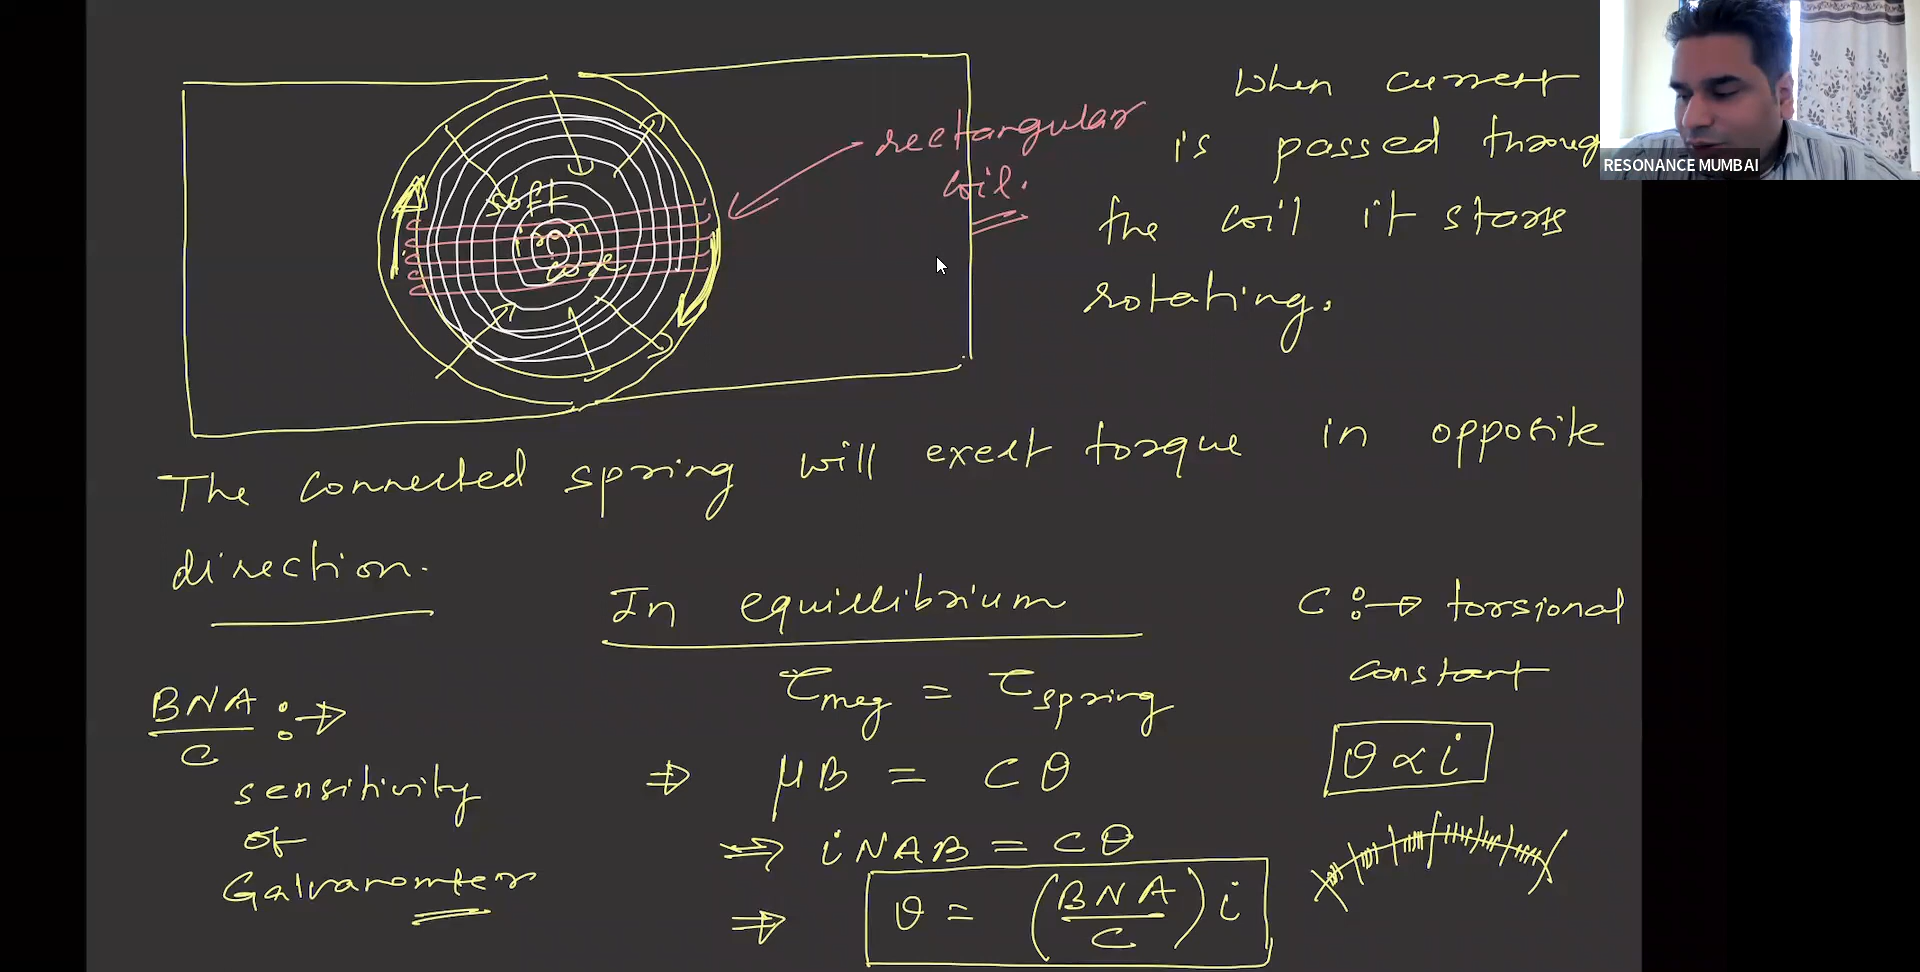 When current
is passed throug
the coil it starts
rotating.
RESONANCE MUMBAI
rectangular
coil.
soft
iron
core
The connected spring will exert torque in opposite
direction.
In equillibrium
C :→ torsional
constant
τmeg = τspring
BNA/C :→
sensitivity
of
Galvanometer
⇒ μB = Cθ
θ ∝ i
⇒ iNAB = Cθ
⇒ θ = (BNA/C) i